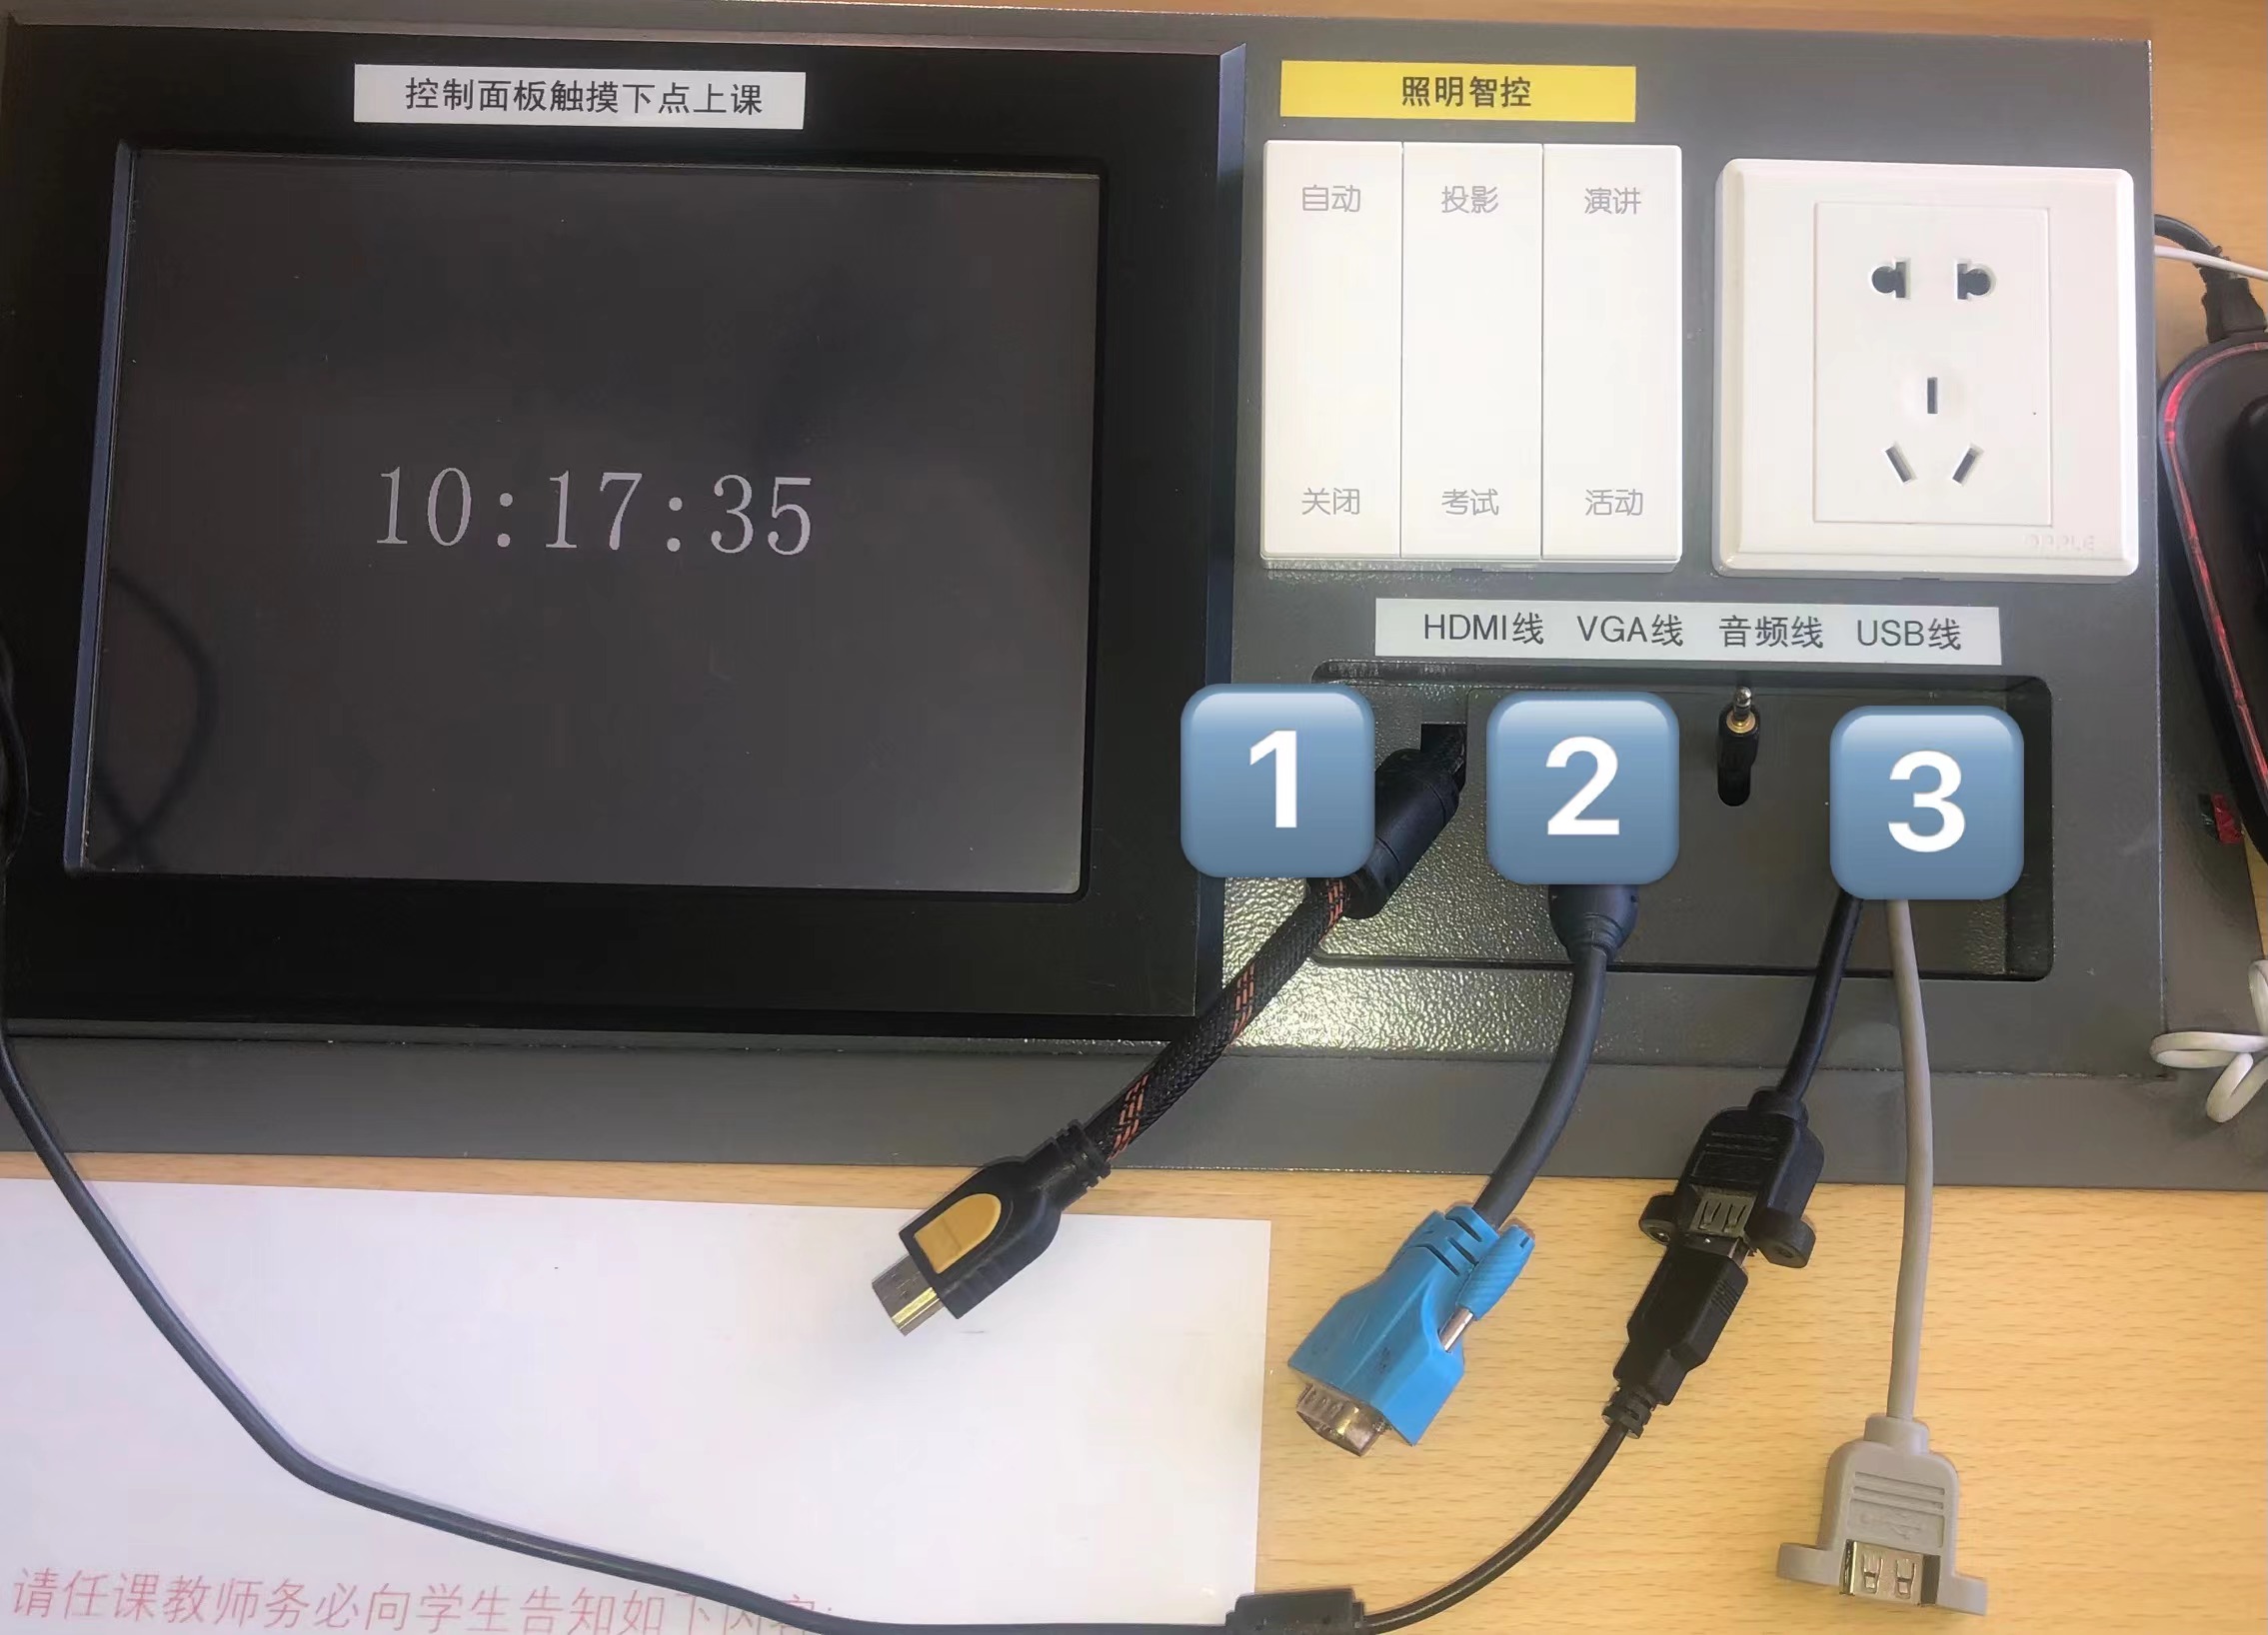 控制面板触摸下点上课
照明智控
自动 投影 演讲
关闭 考试 活动
10:17:35
HDMI线 VGA线 音频线 USB线
1 2 3
请任课教师务必向学生告知如下内容: